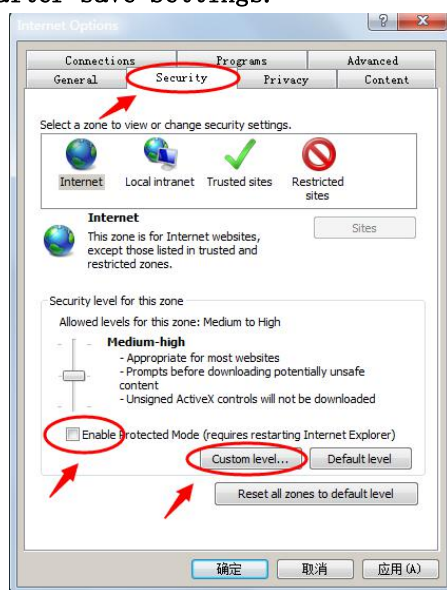 after save settings.
Internet Options
Connections Programs Advanced
General Security Privacy Content
Select a zone to view or change security settings.
Internet Local intranet Trusted sites Restricted
sites
Internet
This zone is for Internet websites,
except those listed in trusted and
restricted zones.
Sites
Security level for this zone
Allowed levels for this zone: Medium to High
Medium-high
- Appropriate for most websites
- Prompts before downloading potentially unsafe
content
- Unsigned ActiveX controls will not be downloaded
Enable Protected Mode (requires restarting Internet Explorer)
Custom level... Default level
Reset all zones to default level
确定 取消 应用(A)